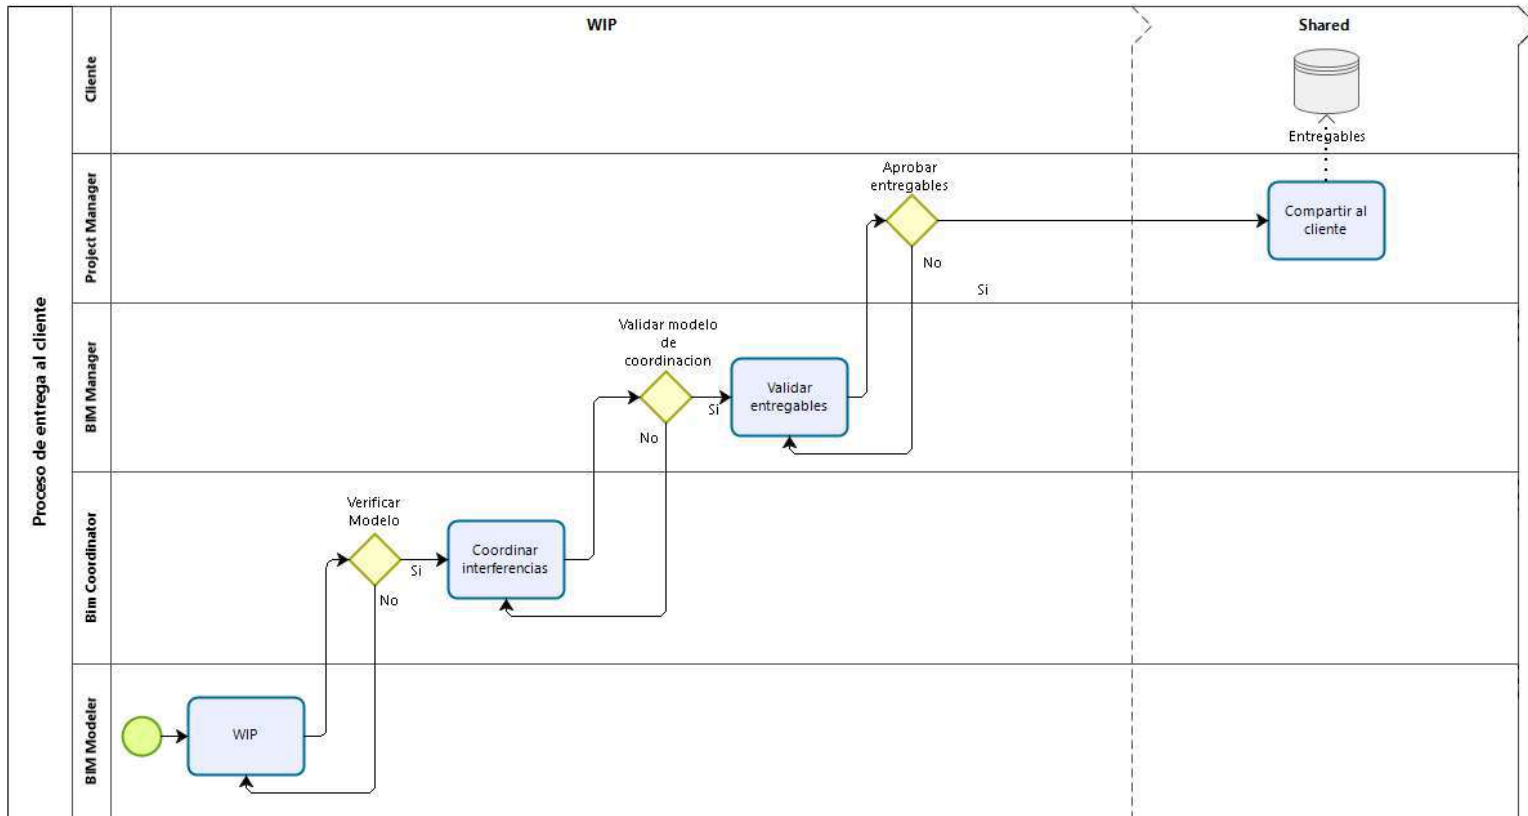 WIP
Shared
Proceso de entrega al cliente
Cliente
Entregables
Project Manager
Aprobar
entregables
No
Si
Compartir al
cliente
BIM Manager
Validar modelo
de
coordinacion
Si
No
Validar
entregables
Bim Coordinator
Verificar
Modelo
Si
No
Coordinar
interferencias
BIM Modeler
WIP